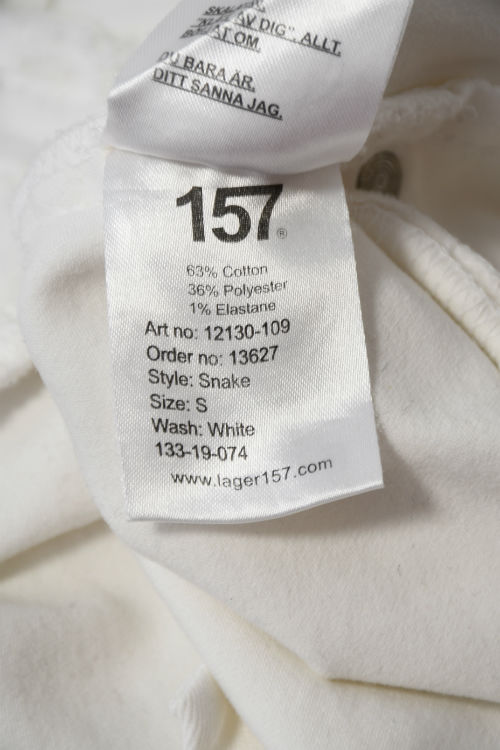 AV DIG". ALLT.
OM.
DU BARA ÄR.
DITT SANNA JAG.
157®
63% Cotton
36% Polyester
1% Elastane
Art no: 12130-109
Order no: 13627
Style: Snake
Size: S
Wash: White
133-19-074
www.lager157.com